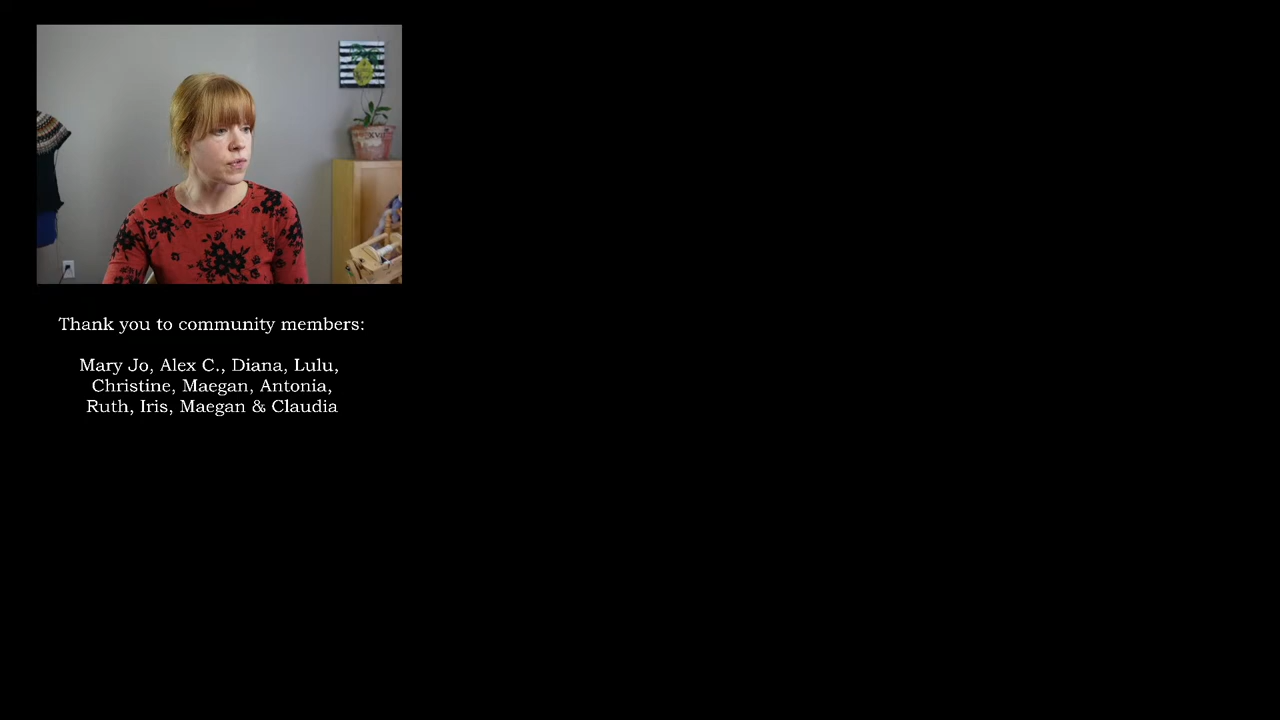 Thank you to community members:
Mary Jo, Alex C., Diana, Lulu,
Christine, Maegan, Antonia,
Ruth, Iris, Maegan & Claudia